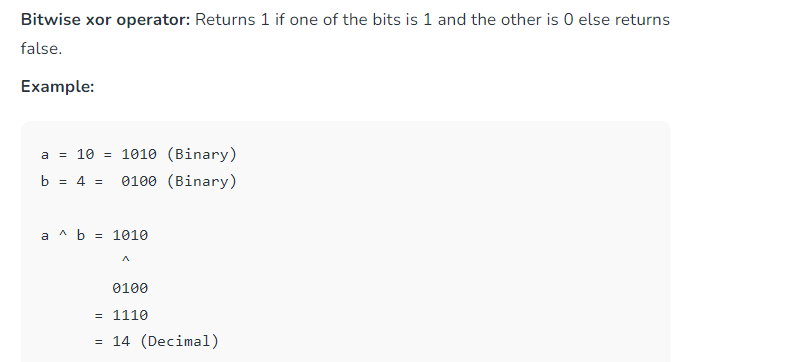 Bitwise xor operator: Returns 1 if one of the bits is 1 and the other is 0 else returns
false.
Example:
a = 10 = 1010 (Binary)
b = 4 =  0100 (Binary)
a ^ b = 1010
^
0100
= 1110
= 14 (Decimal)